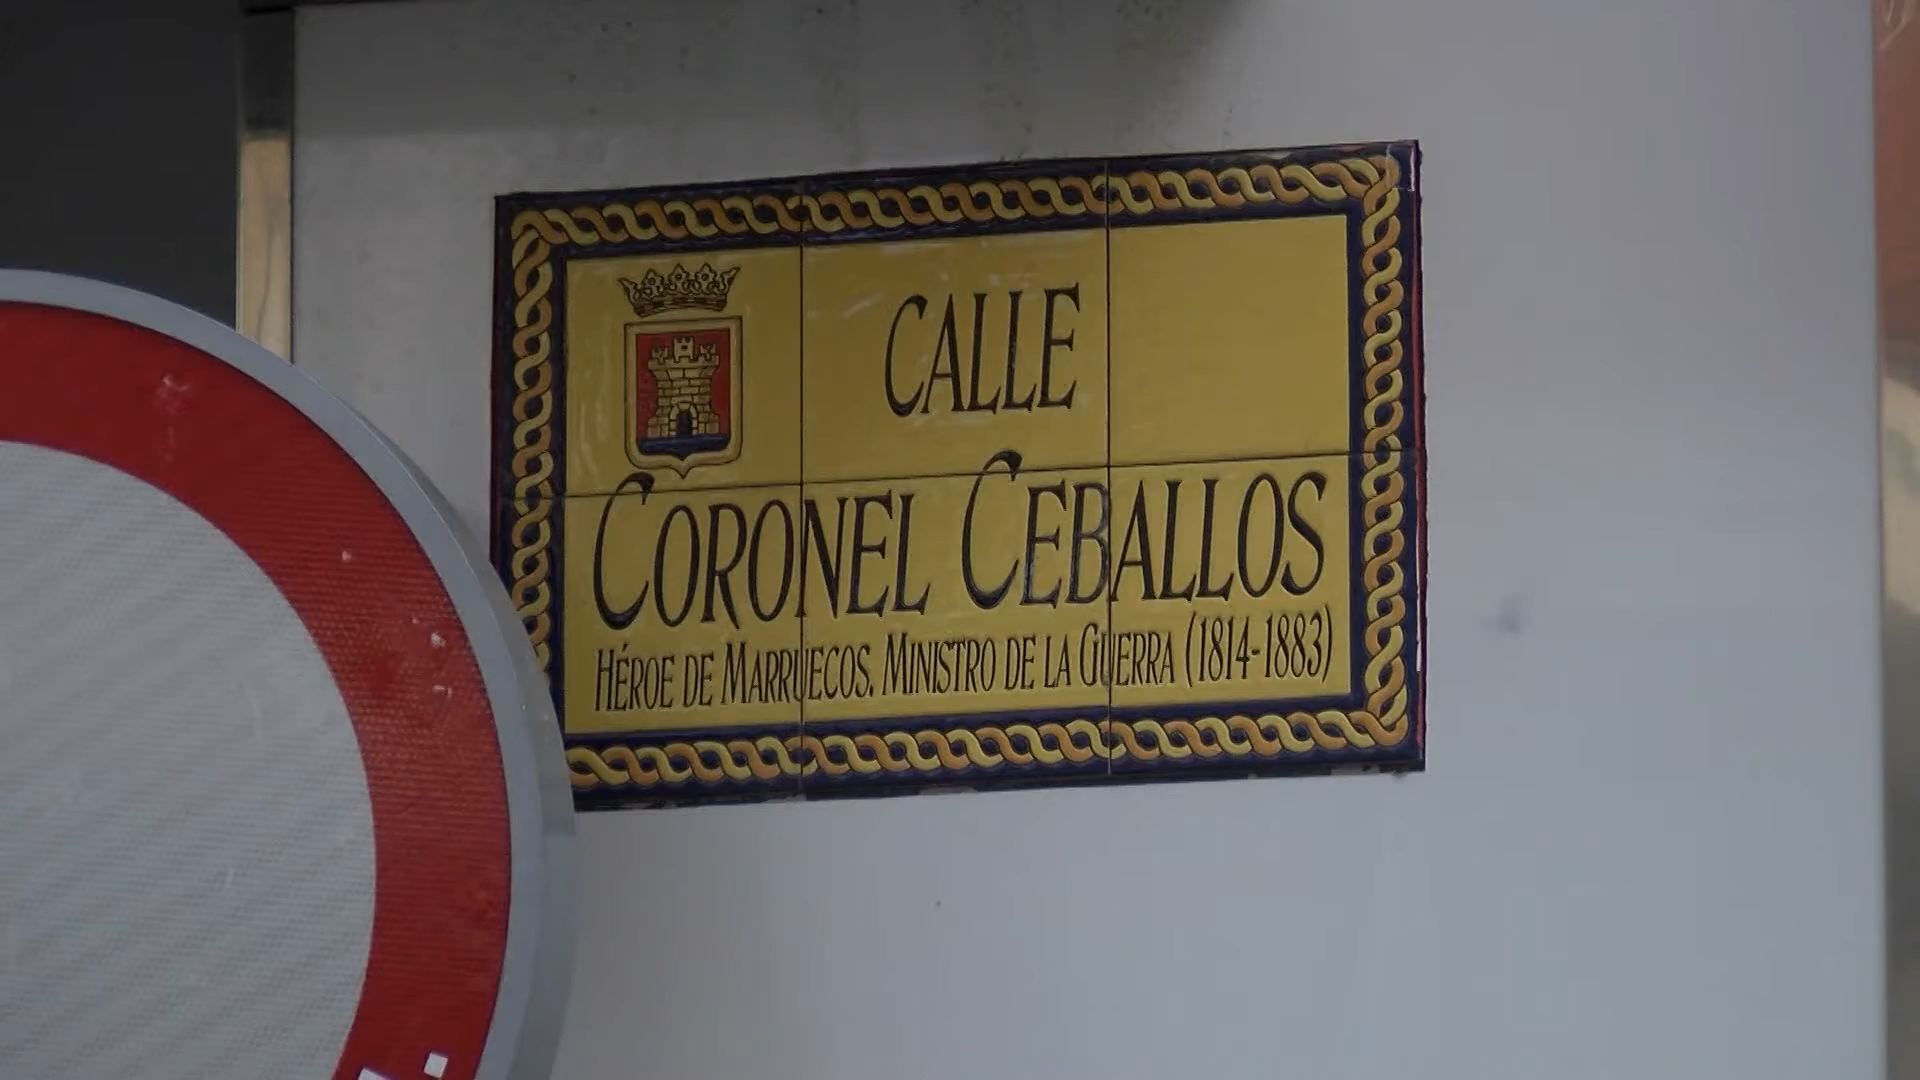 CALLE
CORONEL CEBALLOS
HÉROE DE MARRUECOS. MINISTRO DE LA GUERRA (1814-1883)